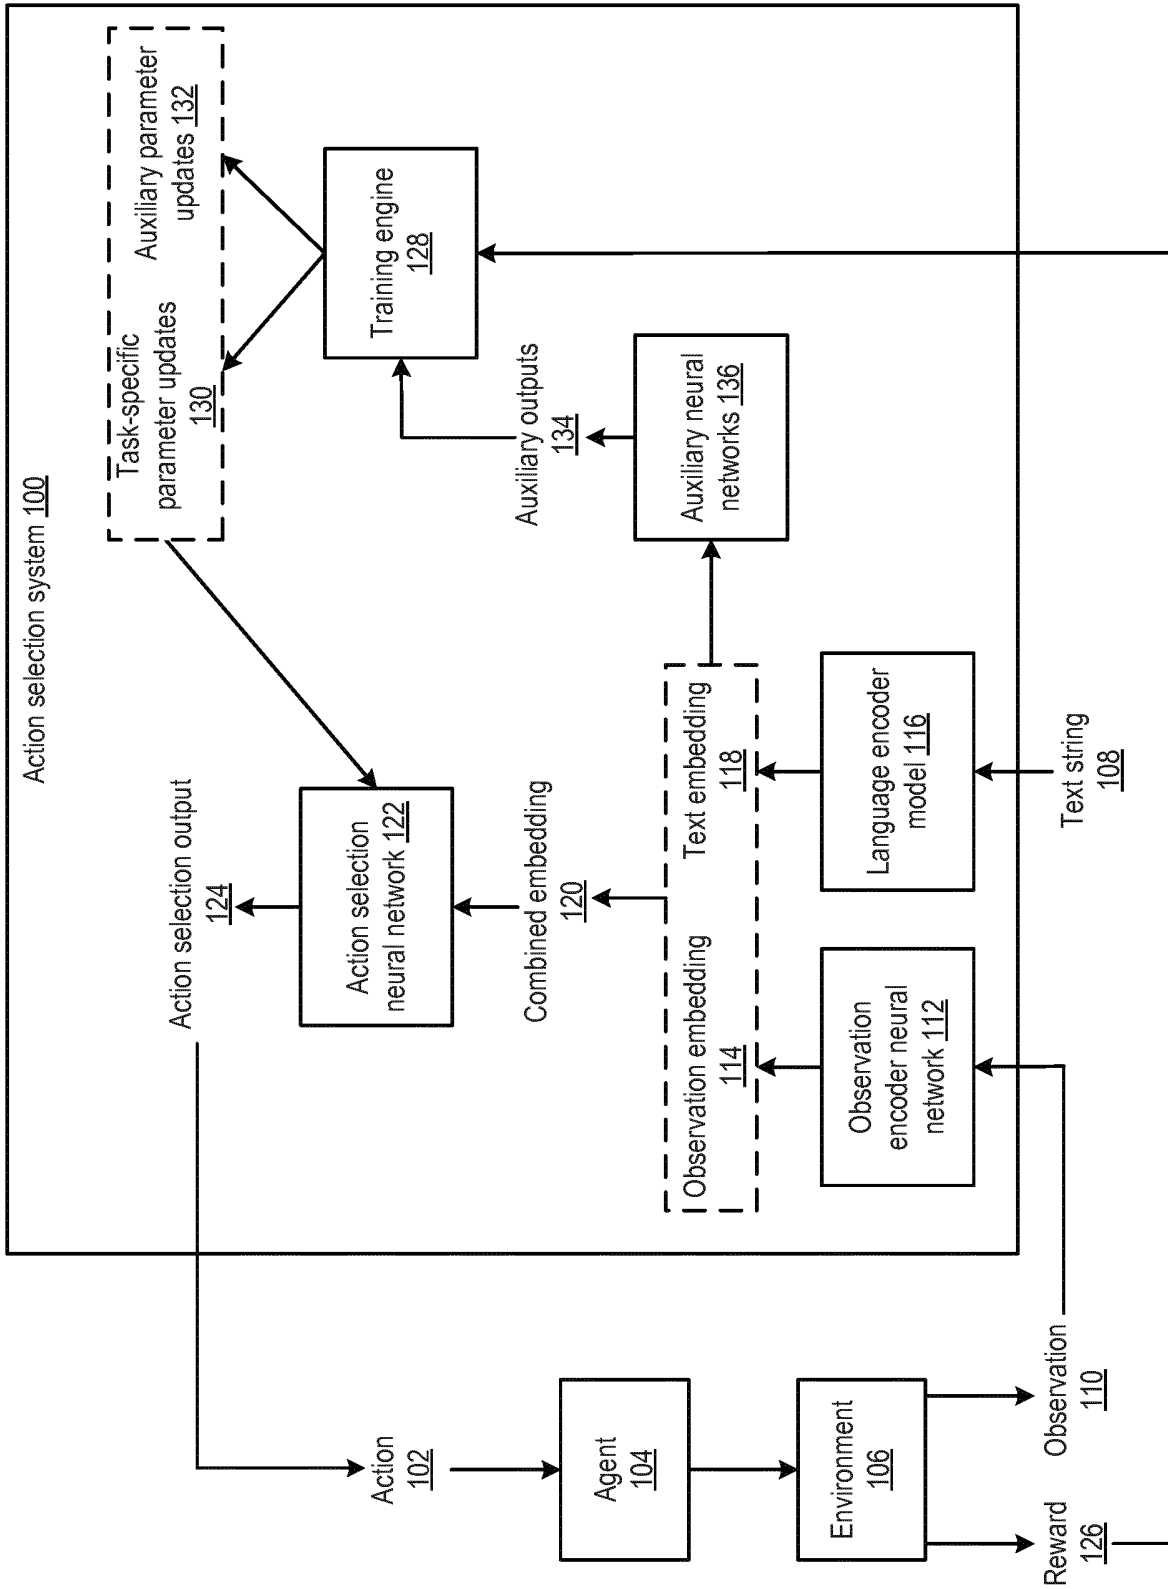 Action selection system 100
Action
102
Agent
104
Environment
106
Reward
126
Observation
110
Action selection output
124
Action selection
neural network 122
Combined embedding
120
Observation embedding
114
Text embedding
118
Observation
encoder neural
network 112
Language encoder
model 116
Text string
108
Task-specific
parameter updates
130
Auxiliary parameter
updates 132
Training engine
128
Auxiliary outputs
134
Auxiliary neural
networks 136